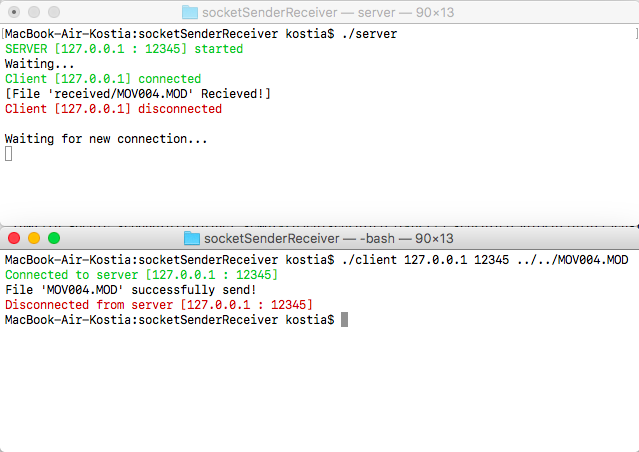 socketSenderReceiver — server — 90×13
MacBook-Air-Kostia:socketSenderReceiver kostia$ ./server
SERVER [127.0.0.1 : 12345] started
Waiting...
Client [127.0.0.1] connected
[File 'received/MOV004.MOD' Recieved!]
Client [127.0.0.1] disconnected
Waiting for new connection...
socketSenderReceiver — -bash — 90×13
MacBook-Air-Kostia:socketSenderReceiver kostia$ ./client 127.0.0.1 12345 ../../MOV004.MOD
Connected to server [127.0.0.1 : 12345]
File 'MOV004.MOD' successfully send!
Disconnected from server [127.0.0.1 : 12345]
MacBook-Air-Kostia:socketSenderReceiver kostia$